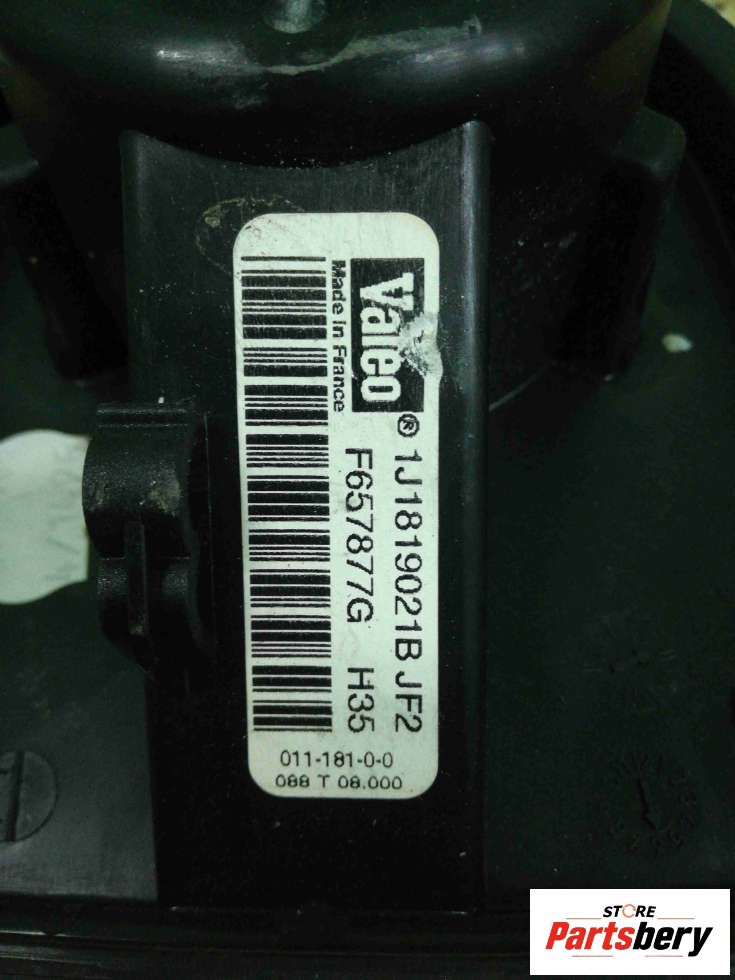 Valeo ® 1J1819021B JF2
Made in France F657877G H35
011-181-0-0
088 T 08.000
STORE
Partsbery